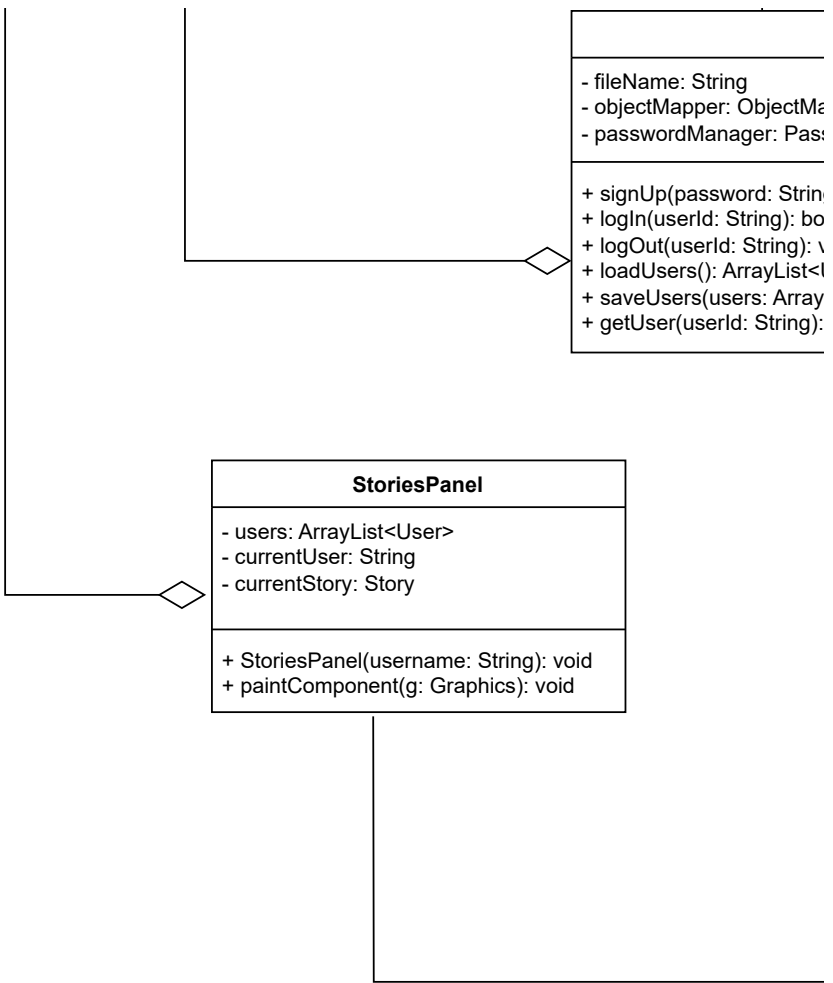 - fileName: String
- objectMapper: ObjectMa
- passwordManager: Pass
+ signUp(password: String
+ logIn(userId: String): bo
+ logOut(userId: String): v
+ loadUsers(): ArrayList<U
+ saveUsers(users: Array
+ getUser(userId: String):
StoriesPanel
- users: ArrayList<User>
- currentUser: String
- currentStory: Story
+ StoriesPanel(username: String): void
+ paintComponent(g: Graphics): void